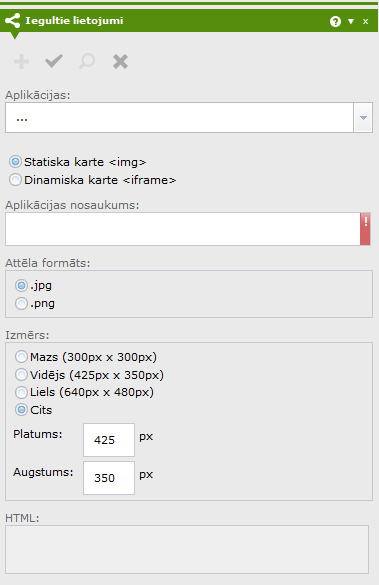 Iegultie lietojumi
Aplikācijas:
...
Statiska karte <img>
Dinamiska karte <iframe>
Aplikācijas nosaukums:
!
Attēla formāts:
.jpg
.png
Izmērs:
Mazs (300px x 300px)
Vidējs (425px x 350px)
Liels (640px x 480px)
Cits
Platums: 425 px
Augstums: 350 px
HTML: